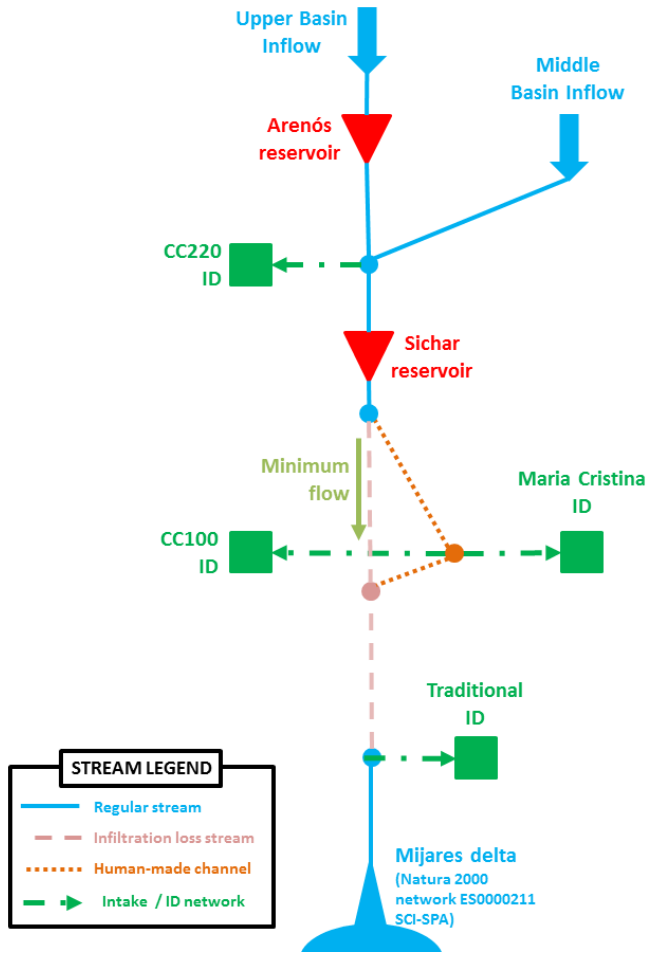 Upper Basin
Inflow
Middle
Basin Inflow
Arenós
reservoir
CC220
ID
Sichar
reservoir
Minimum
flow
Maria Cristina
ID
CC100
ID
Traditional
ID
STREAM LEGEND
Regular stream
Infiltration loss stream
Human-made channel
Intake / ID network
Mijares delta
(Natura 2000
network ES0000211
SCI-SPA)